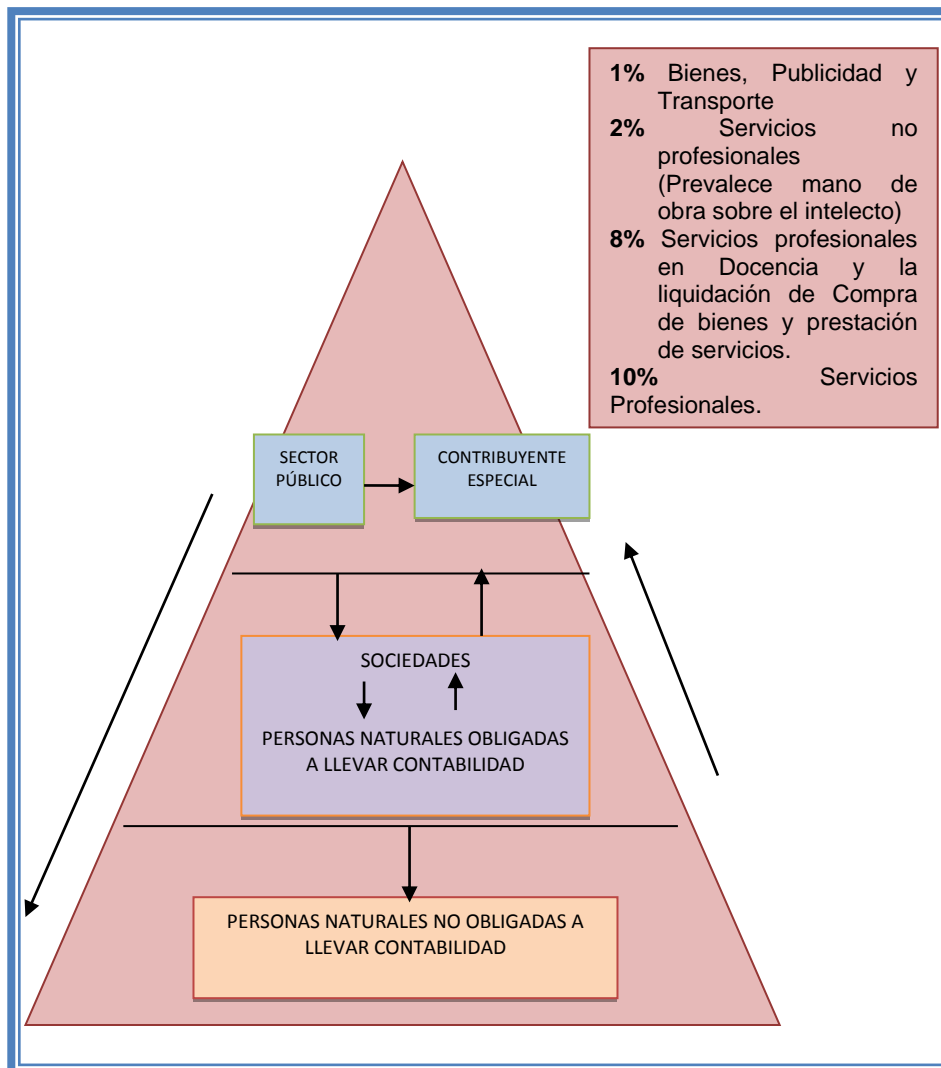 1% Bienes, Publicidad y
Transporte
2% Servicios no
profesionales
(Prevalece mano de
obra sobre el intelecto)
8% Servicios profesionales
en Docencia y la
liquidación de Compra
de bienes y prestación
de servicios.
10% Servicios
Profesionales.
SECTOR
PÚBLICO
CONTRIBUYENTE
ESPECIAL
SOCIEDADES
PERSONAS NATURALES OBLIGADAS
A LLEVAR CONTABILIDAD
PERSONAS NATURALES NO OBLIGADAS A
LLEVAR CONTABILIDAD